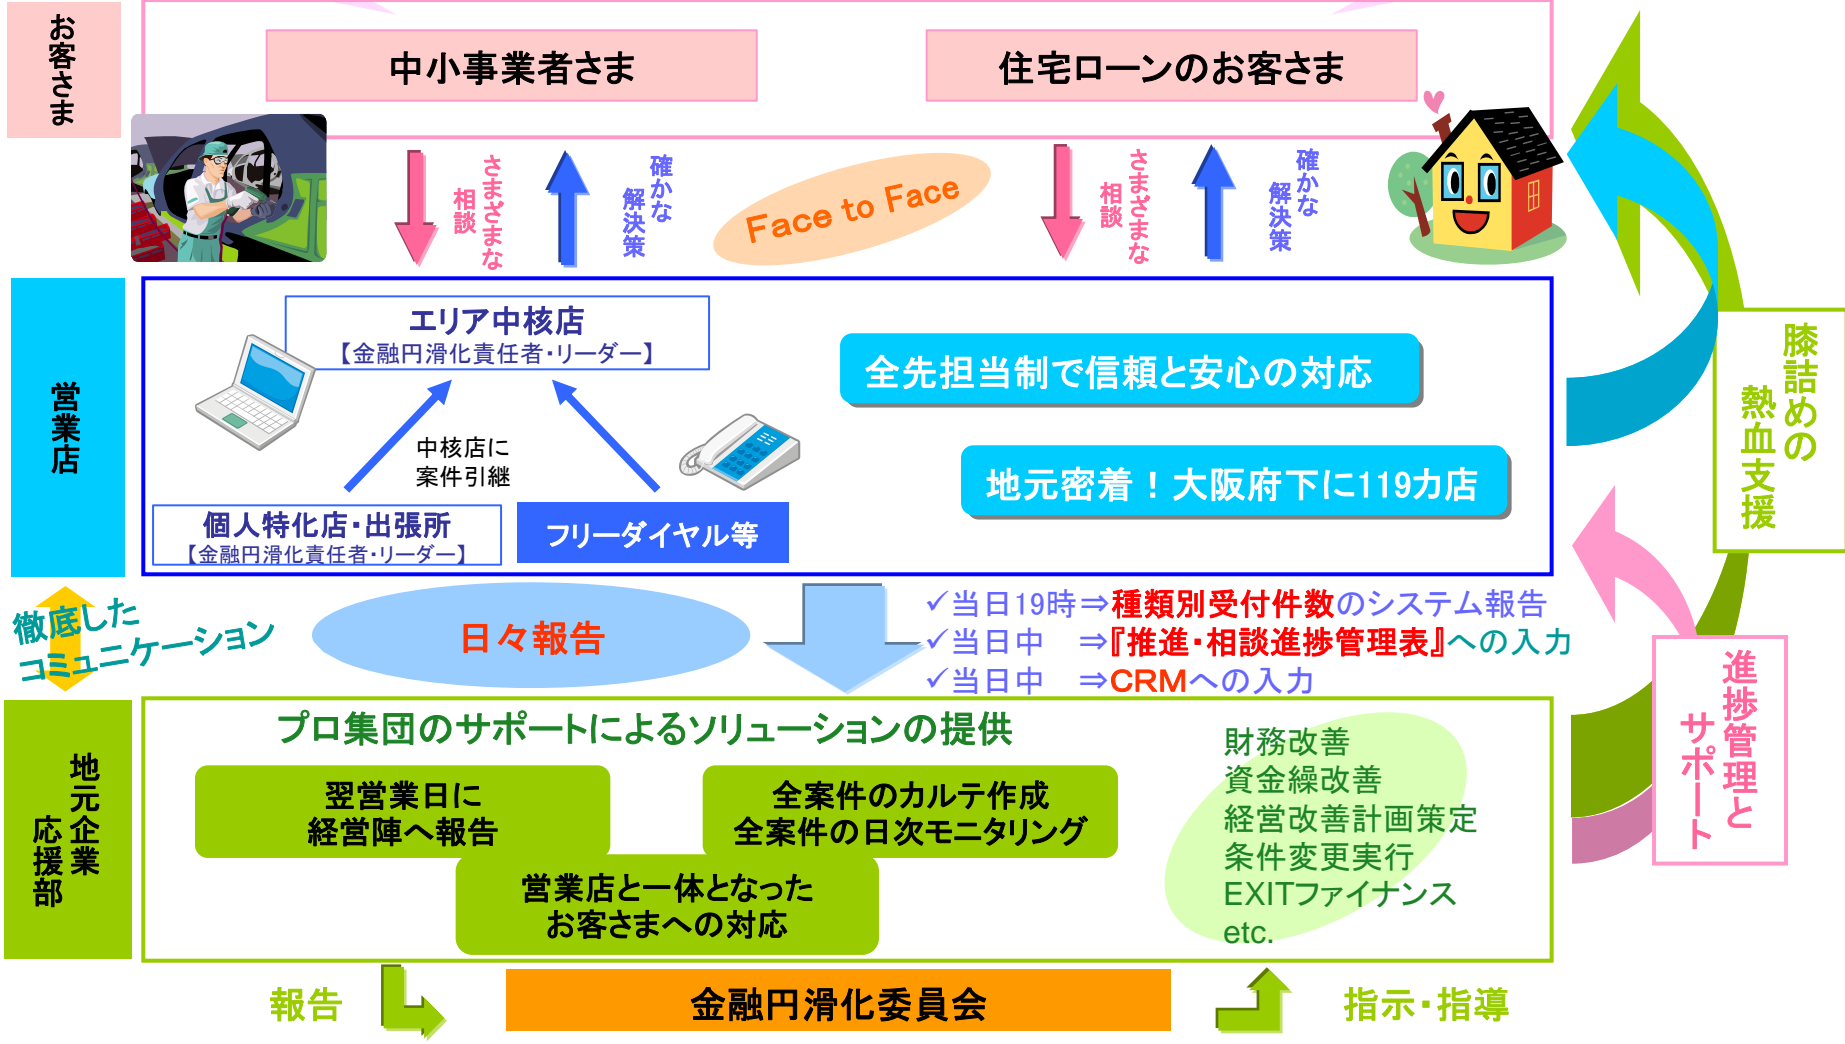 お客さま
中小事業者さま
住宅ローンのお客さま
さまざまな
相談
確かな
解決策
Face to Face
さまざまな
相談
確かな
解決策
営業店
エリア中核店
【金融円滑化責任者・リーダー】
中核店に
案件引継
個人特化店・出張所
【金融円滑化責任者・リーダー】
フリーダイヤル等
全先担当制で信頼と安心の対応
地元密着！大阪府下に119カ店
膝詰めの
熱血支援
徹底した
コミュニケーション
日々報告
✓当日19時⇒種類別受付件数のシステム報告
✓当日中　⇒『推進・相談進捗管理表』への入力
✓当日中　⇒CRMへの入力
進捗管理と
サポート
地元企業
応援部
プロ集団のサポートによるソリューションの提供
翌営業日に
経営陣へ報告
全案件のカルテ作成
全案件の日次モニタリング
営業店と一体となった
お客さまへの対応
財務改善
資金繰改善
経営改善計画策定
条件変更実行
EXITファイナンス
etc.
報告
金融円滑化委員会
指示・指導